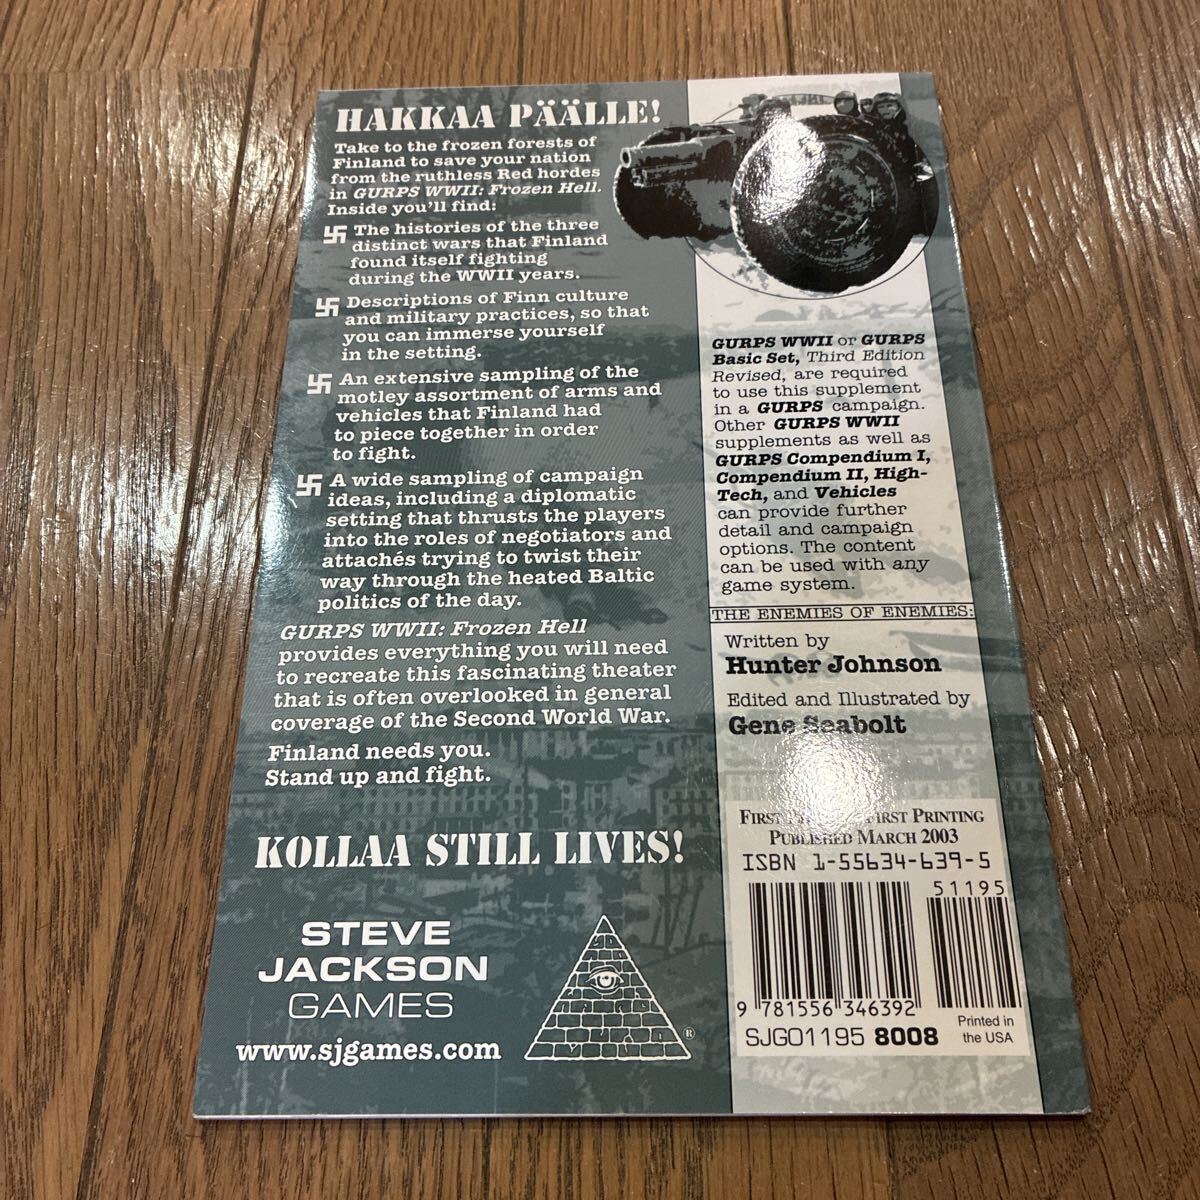 HAKKAA PÄÄLLE!
Take to the frozen forests of
Finland to save your nation
from the ruthless Red hordes
in GURPS WWII: Frozen Hell.
Inside you'll find:
The histories of the three
distinct wars that Finland
found itself fighting
during the WWII years.
Descriptions of Finn culture
and military practices, so that
you can immerse yourself
in the setting.
An extensive sampling of the
motley assortment of arms and
vehicles that Finland had
to piece together in order
to fight.
A wide sampling of campaign
ideas, including a diplomatic
setting that thrusts the players
into the roles of negotiators and
attachés trying to twist their
way through the heated Baltic
politics of the day.
GURPS WWII: Frozen Hell
provides everything you will need
to recreate this fascinating theater
that is often overlooked in general
coverage of the Second World War.
Finland needs you.
Stand up and fight.
KOLLAA STILL LIVES!
STEVE
JACKSON
GAMES
www.sjgames.com
®
GURPS WWII or GURPS
Basic Set, Third Edition
Revised, are required
to use this supplement
in a GURPS campaign.
Other GURPS WWII
supplements as well as
GURPS Compendium I,
Compendium II, High-
Tech, and Vehicles
can provide further
detail and campaign
options. The content
can be used with any
game system.
THE ENEMIES OF ENEMIES:
Written by
Hunter Johnson
Edited and Illustrated by
Gene Seabolt
FIRST FIRST PRINTING
PUBLISHED MARCH 2003
ISBN 1-55634-639-5
51195
9 781556 346392
SJG01195 8008
Printed in
the USA